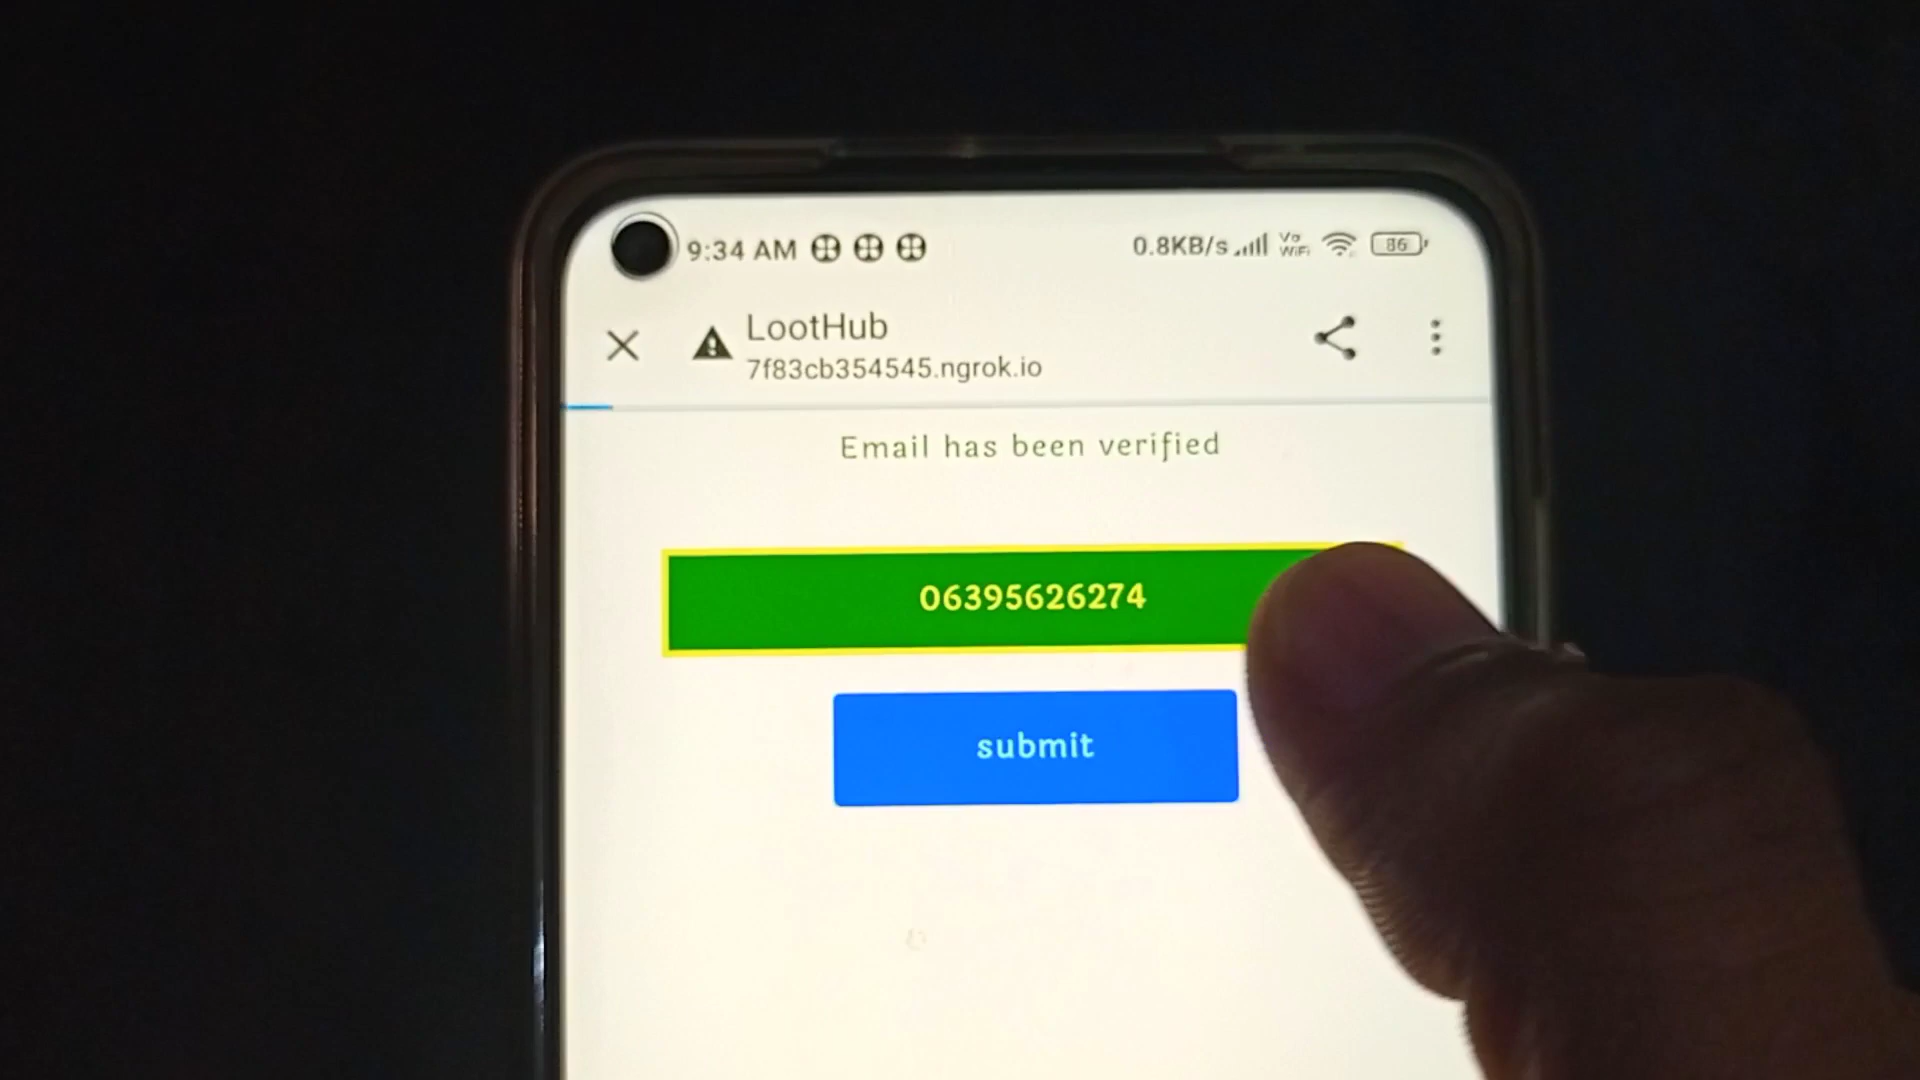 9:34 AM 0.8KB/s Vo WiFi 86
LootHub
7f83cb354545.ngrok.io
Email has been verified
06395626274
submit